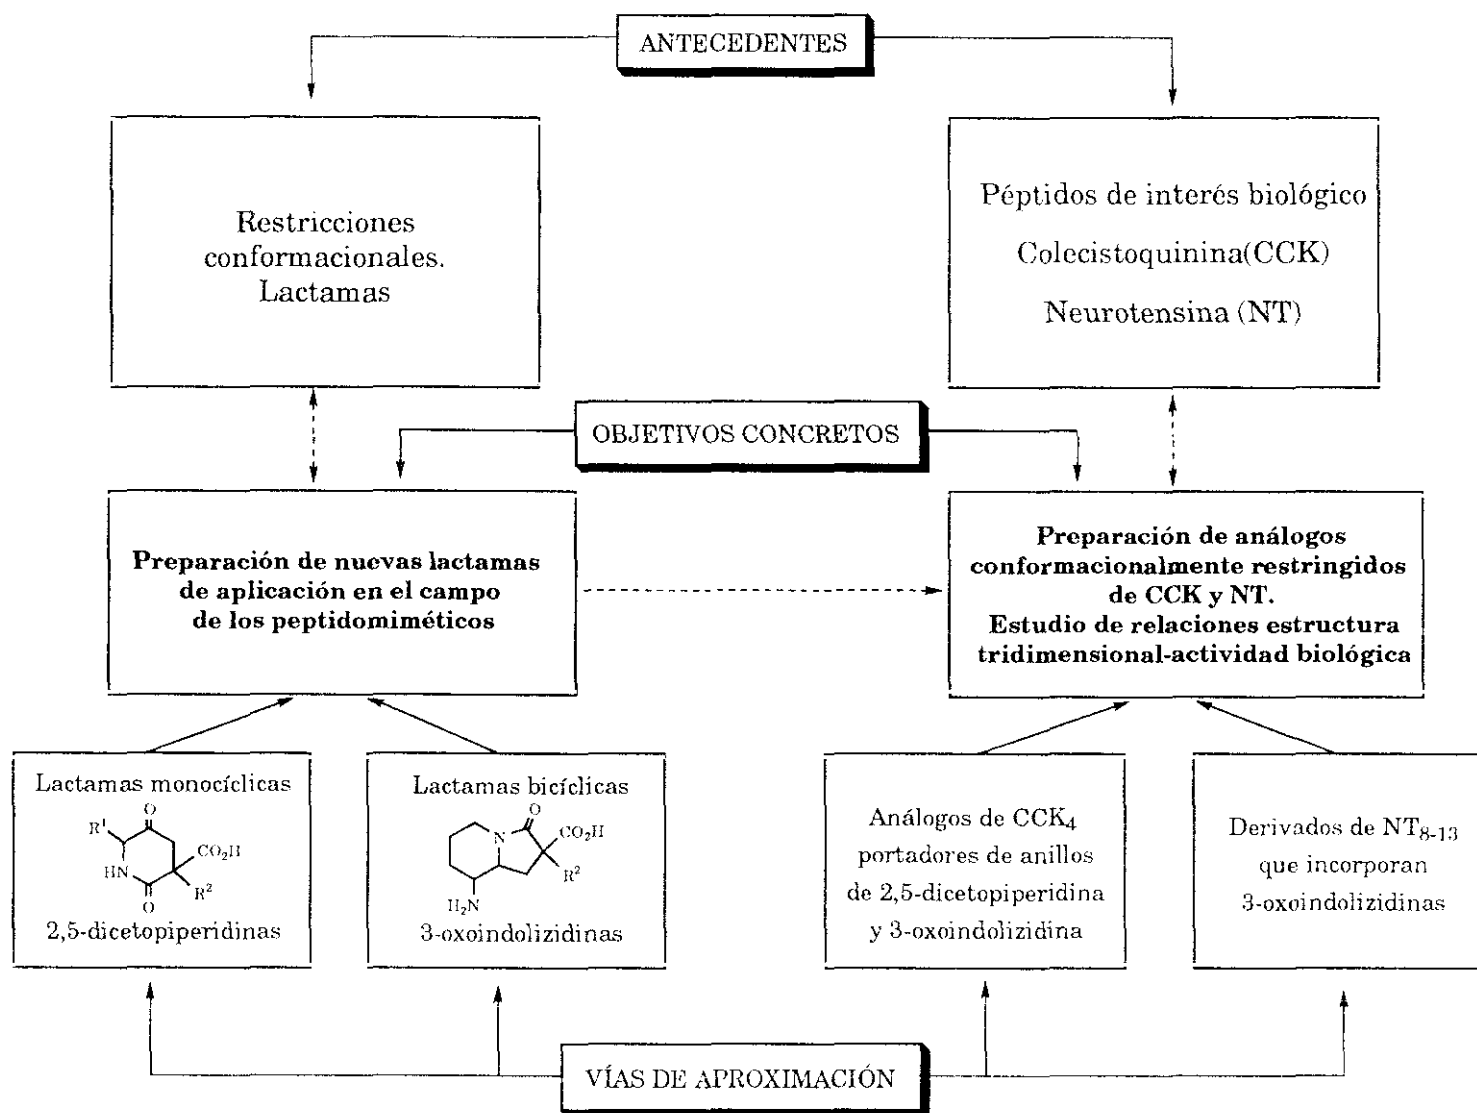 ANTECEDENTES
Restricciones
conformacionales.
Lactamas
Péptidos de interés biológico
Colecistoquinina(CCK)
Neurotensina (NT)
OBJETIVOS CONCRETOS
Preparación de nuevas lactamas
de aplicación en el campo
de los peptidomiméticos
Preparación de análogos
conformacionalmente restringidos
de CCK y NT.
Estudio de relaciones estructura
tridimensional-actividad biológica
Lactamas monocíclicas
O
R¹
CO₂H
HN
R²
O
2,5-dicetopiperidinas
Lactamas bicíclicas
O
N
CO₂H
R²
H₂N
3-oxoindolizidinas
Análogos de CCK₄
portadores de anillos
de 2,5-dicetopiperidina
y 3-oxoindolizidina
Derivados de NT₈₋₁₃
que incorporan
3-oxoindolizidinas
VÍAS DE APROXIMACIÓN